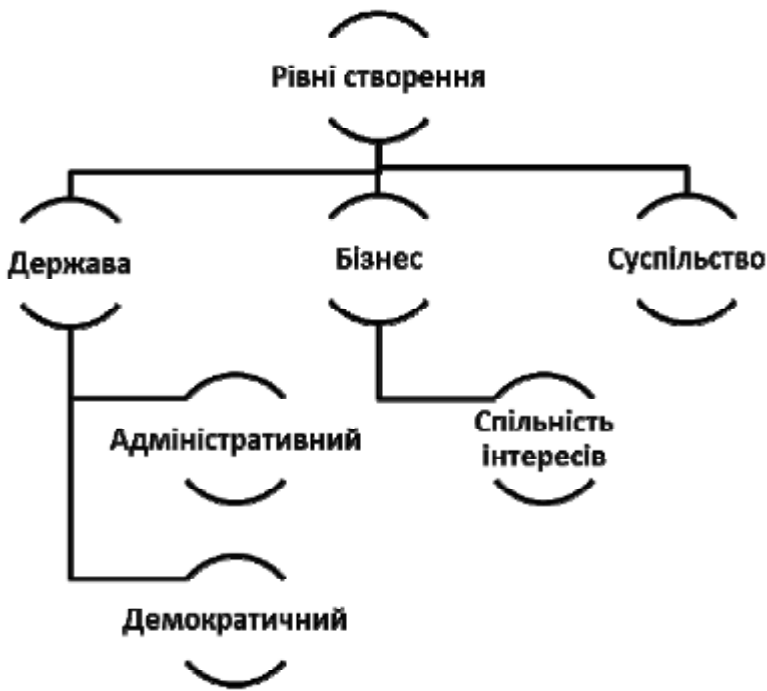 Рівні створення
Держава
Бізнес
Суспільство
Адміністративний
Спільність
інтересів
Демократичний